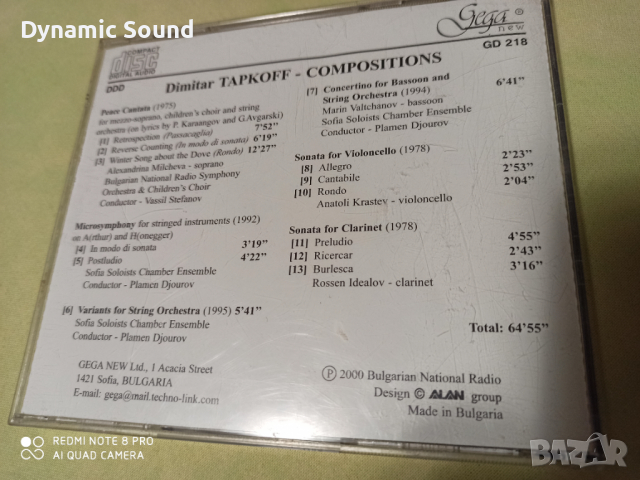 Dynamic Sound
COMPACT
disc
DIGITAL AUDIO
DDD
Gega ®
new
GD 218
Dimitar TAPKOFF - COMPOSITIONS
Peace Cantata (1975)
for mezzo-soprano, children's choir and string
orchestra (on lyrics by P. Karaangov and G.Avgarski)
[1] Retrospection (Passacaglia) 7'52"
[2] Reverse Counting (In modo di sonata) 6'19"
[3] Winter Song about the Dove (Rondo) 12'27"
Alexandrina Milcheva - soprano
Bulgarian National Radio Symphony
Orchestra & Children's Choir
Conductor - Vassil Stefanov
Microsymphony for stringed instruments (1992)
on A(rthur) and H(onegger)
[4] In modo di sonata 3'19"
[5] Postludio 4'22"
Sofia Soloists Chamber Ensemble
Conductor - Plamen Djourov
[6] Variants for String Orchestra (1995) 5'41"
Sofia Soloists Chamber Ensemble
Conductor - Plamen Djourov
GEGA NEW Ltd., 1 Acacia Street
1421 Sofia, BULGARIA
E-mail: gega@mail.techno-link.com
[7] Concertino for Bassoon and 6'41"
String Orchestra (1994)
Marin Valtchanov - bassoon
Sofia Soloists Chamber Ensemble
Conductor - Plamen Djourov
Sonata for Violoncello (1978)
[8] Allegro 2'23"
[9] Cantabile 2'53"
[10] Rondo 2'04"
Anatoli Krastev - violoncello
Sonata for Clarinet (1978)
[11] Preludio 4'55"
[12] Ricercar 2'43"
[13] Burlesca 3'16"
Rossen Idealov - clarinet
Total: 64'55"
Ⓟ 2000 Bulgarian National Radio
Design © ALAN group
Made in Bulgaria
REDMI NOTE 8 PRO
AI QUAD CAMERA
BAZAR.BG